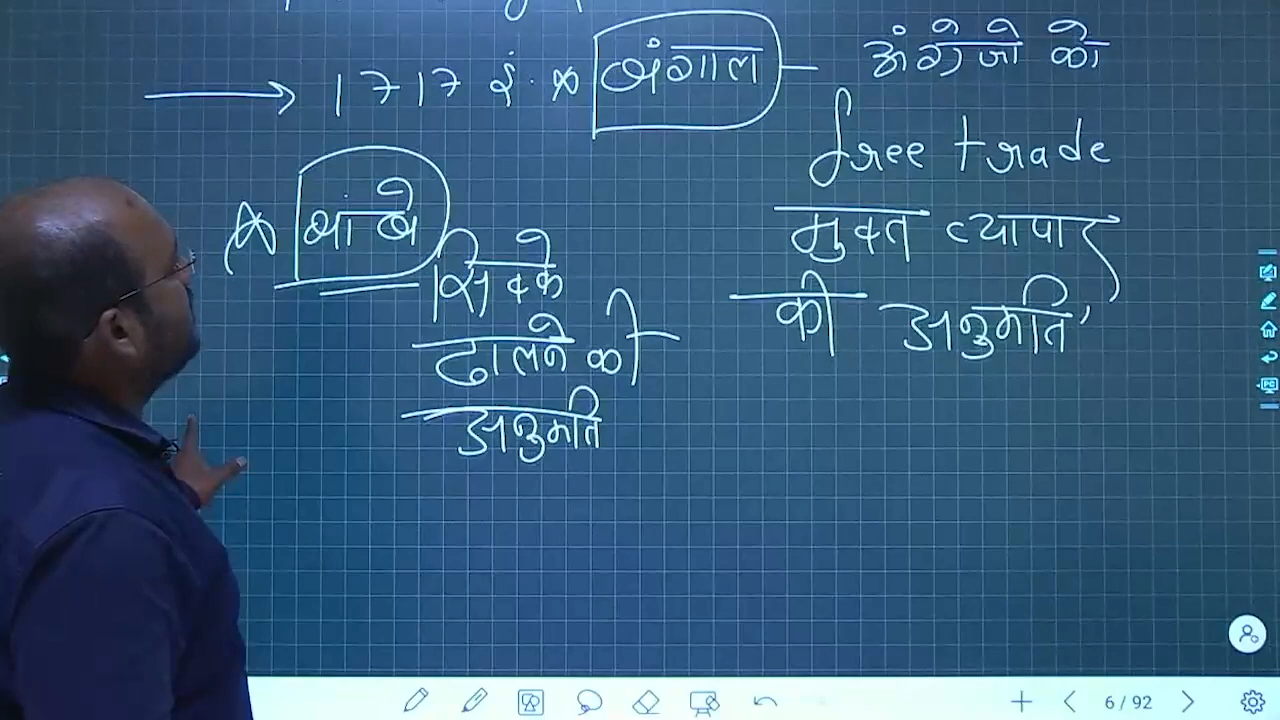 → 1717 ई. * बंगाल - अंग्रेजो को
free trade
मुक्त व्यापार
की अनुमति
* बाम्बे
सिक्के
ढालने की
अनुमति
6 / 92